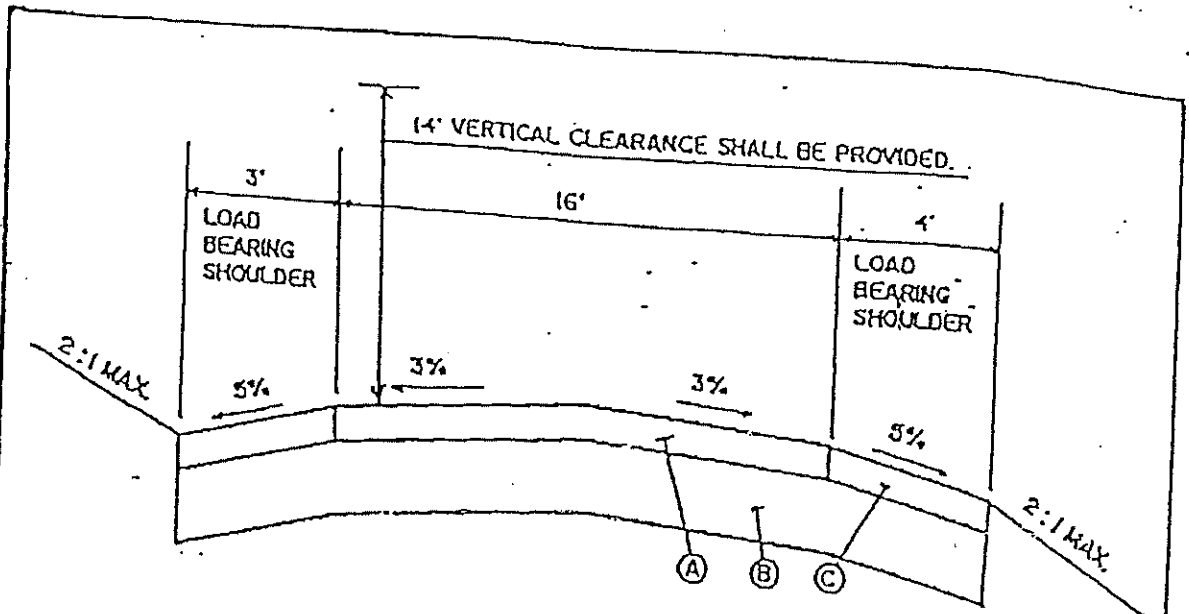 14' VERTICAL CLEARANCE SHALL BE PROVIDED.
3'
16'
4'
LOAD
BEARING
SHOULDER
LOAD
BEARING
SHOULDER
2:1 MAX.
5%
3%
3%
5%
2:1 MAX.
A
B
C